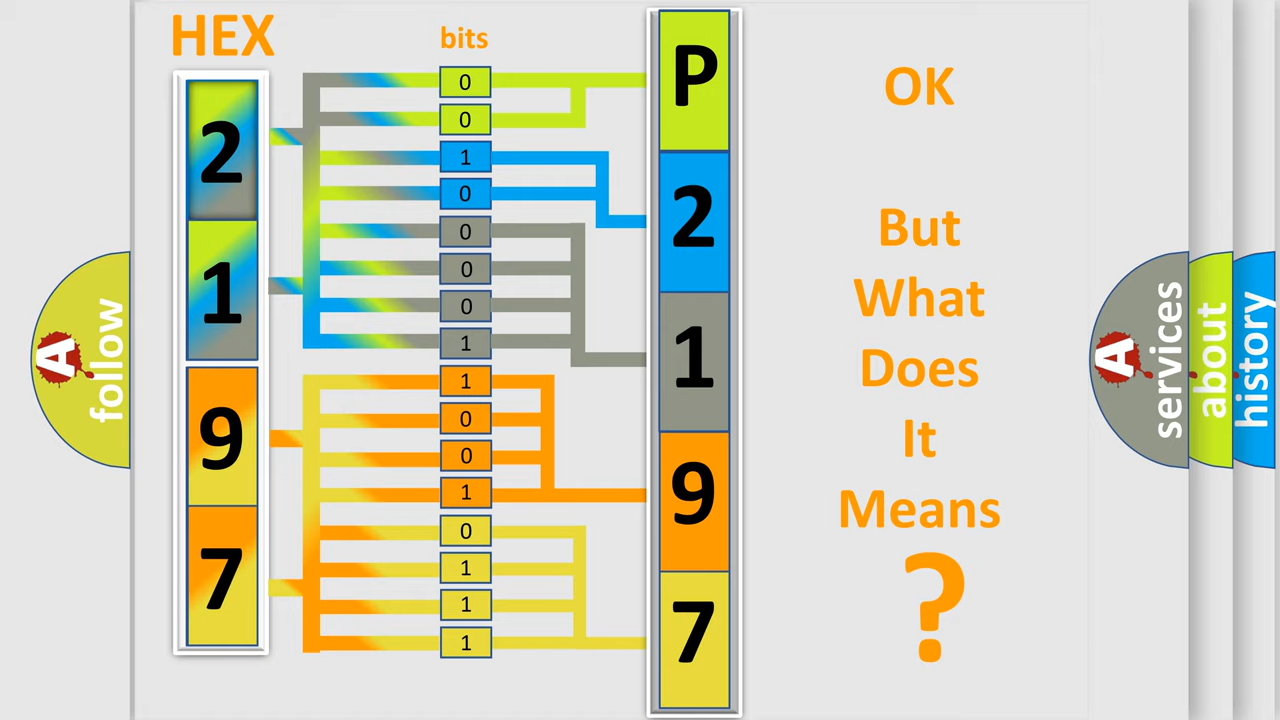 HEX
bits
2
1
9
7
0
0
1
0
0
0
0
1
1
0
0
1
0
1
1
1
P
2
1
9
7
OK
But
What
Does
It
Means
?
A
follow
A
services
about
history